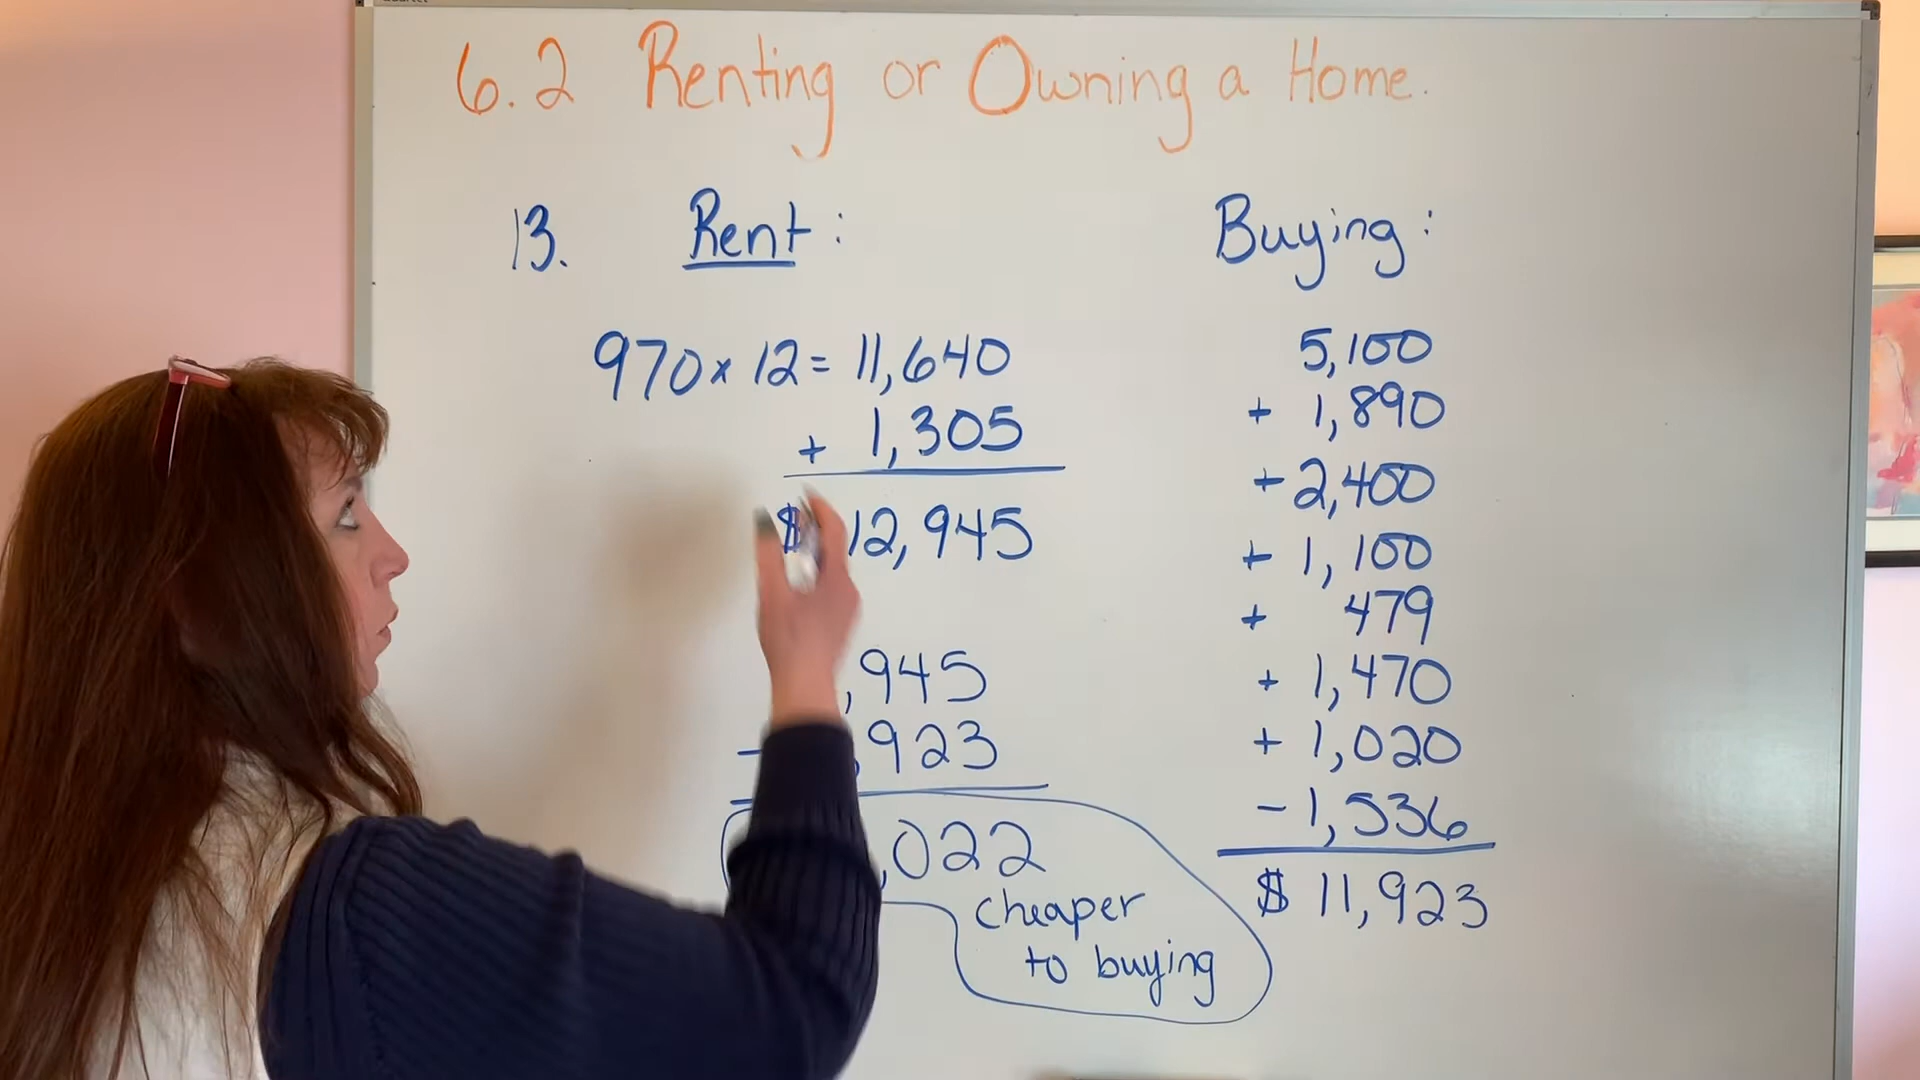 6.2 Renting or Owning a Home.
13. Rent:
970 x 12 = 11,640
+ 1,305
$ 12,945
,945
- ,923
,022
cheaper
to buying
Buying:
5,100
+ 1,890
+ 2,400
+ 1,100
+ 479
+ 1,470
+ 1,020
- 1,536
$ 11,923